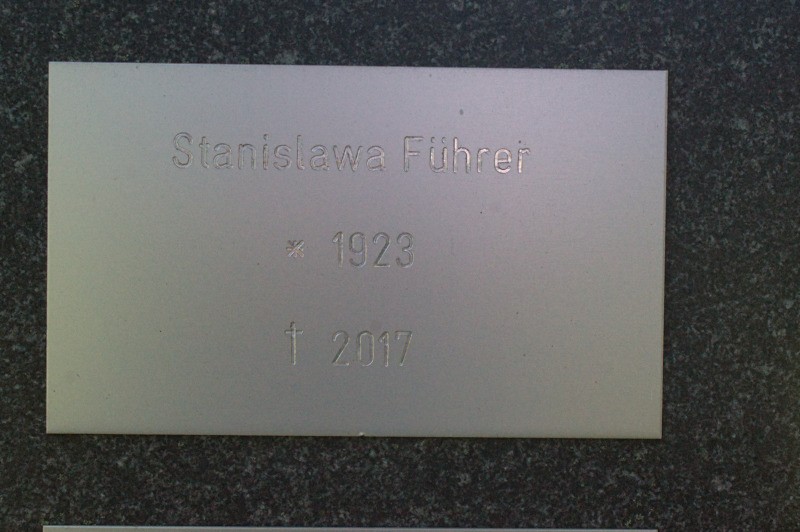 Stanislawa Führer
* 1923
† 2017